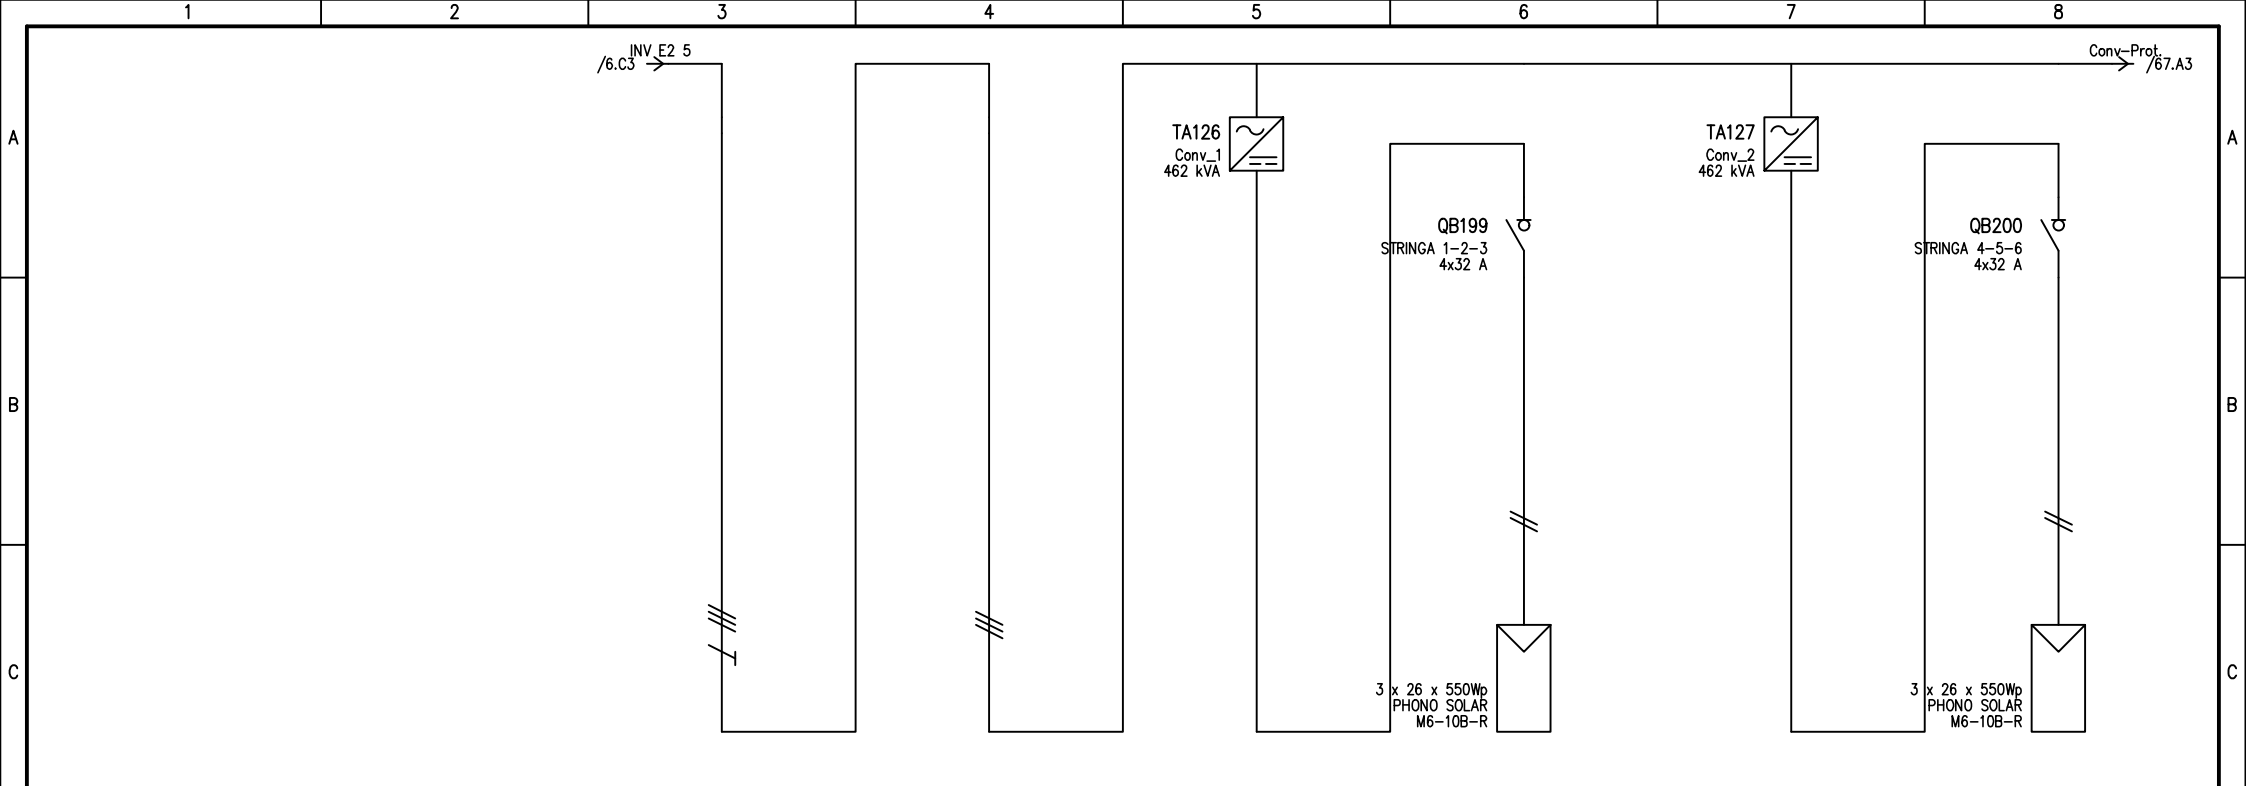 1 2 3 4 5 6 7 8
INV E2 5
/6.C3
Conv-Prot.
/67.A3
A A
TA126
Conv_1
462 kVA
TA127
Conv_2
462 kVA
QB199
STRINGA 1-2-3
4x32 A
QB200
STRINGA 4-5-6
4x32 A
B B
C C
3 x 26 x 550Wp
PHONO SOLAR
M6-10B-R
3 x 26 x 550Wp
PHONO SOLAR
M6-10B-R